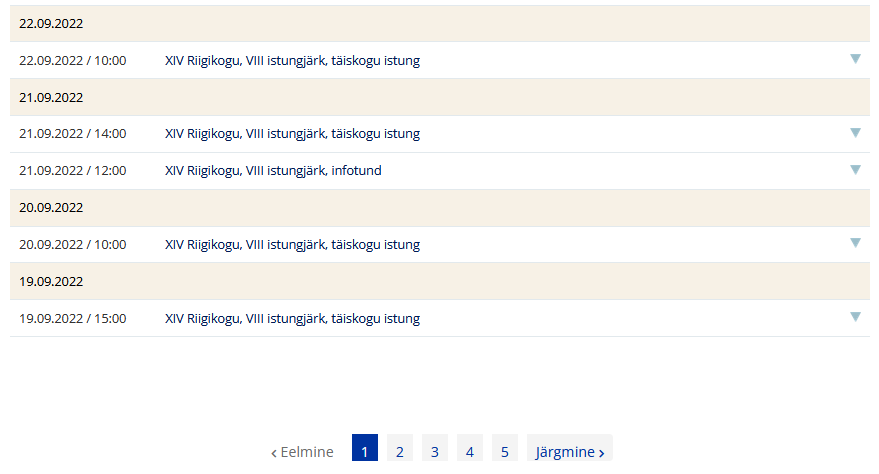 22.09.2022
22.09.2022 / 10:00 XIV Riigikogu, VIII istungjärk, täiskogu istung
21.09.2022
21.09.2022 / 14:00 XIV Riigikogu, VIII istungjärk, täiskogu istung
21.09.2022 / 12:00 XIV Riigikogu, VIII istungjärk, infotund
20.09.2022
20.09.2022 / 10:00 XIV Riigikogu, VIII istungjärk, täiskogu istung
19.09.2022
19.09.2022 / 15:00 XIV Riigikogu, VIII istungjärk, täiskogu istung
‹ Eelmine 1 2 3 4 5 Järgmine ›